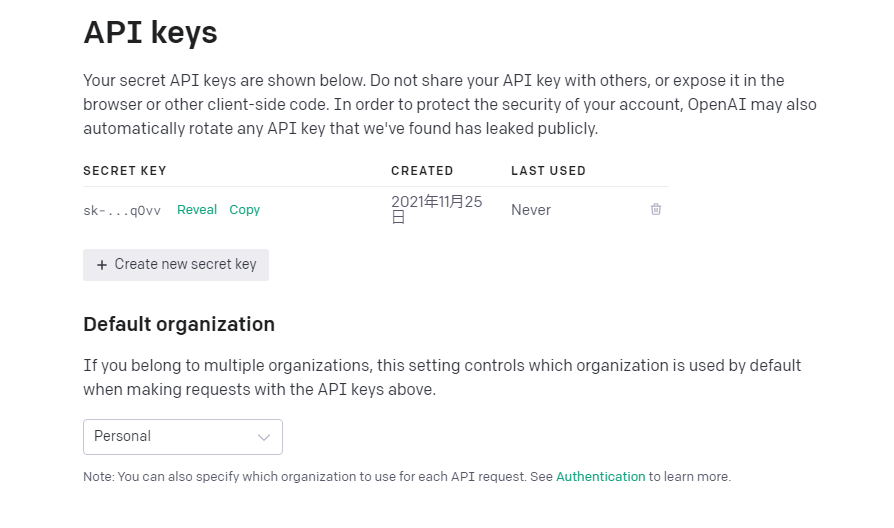 API keys
Your secret API keys are shown below. Do not share your API key with others, or expose it in the
browser or other client-side code. In order to protect the security of your account, OpenAI may also
automatically rotate any API key that we've found has leaked publicly.
SECRET KEY CREATED LAST USED
sk-...q0vv Reveal Copy 2021年11月25 Never
日
+ Create new secret key
Default organization
If you belong to multiple organizations, this setting controls which organization is used by default
when making requests with the API keys above.
Personal
Note: You can also specify which organization to use for each API request. See Authentication to learn more.